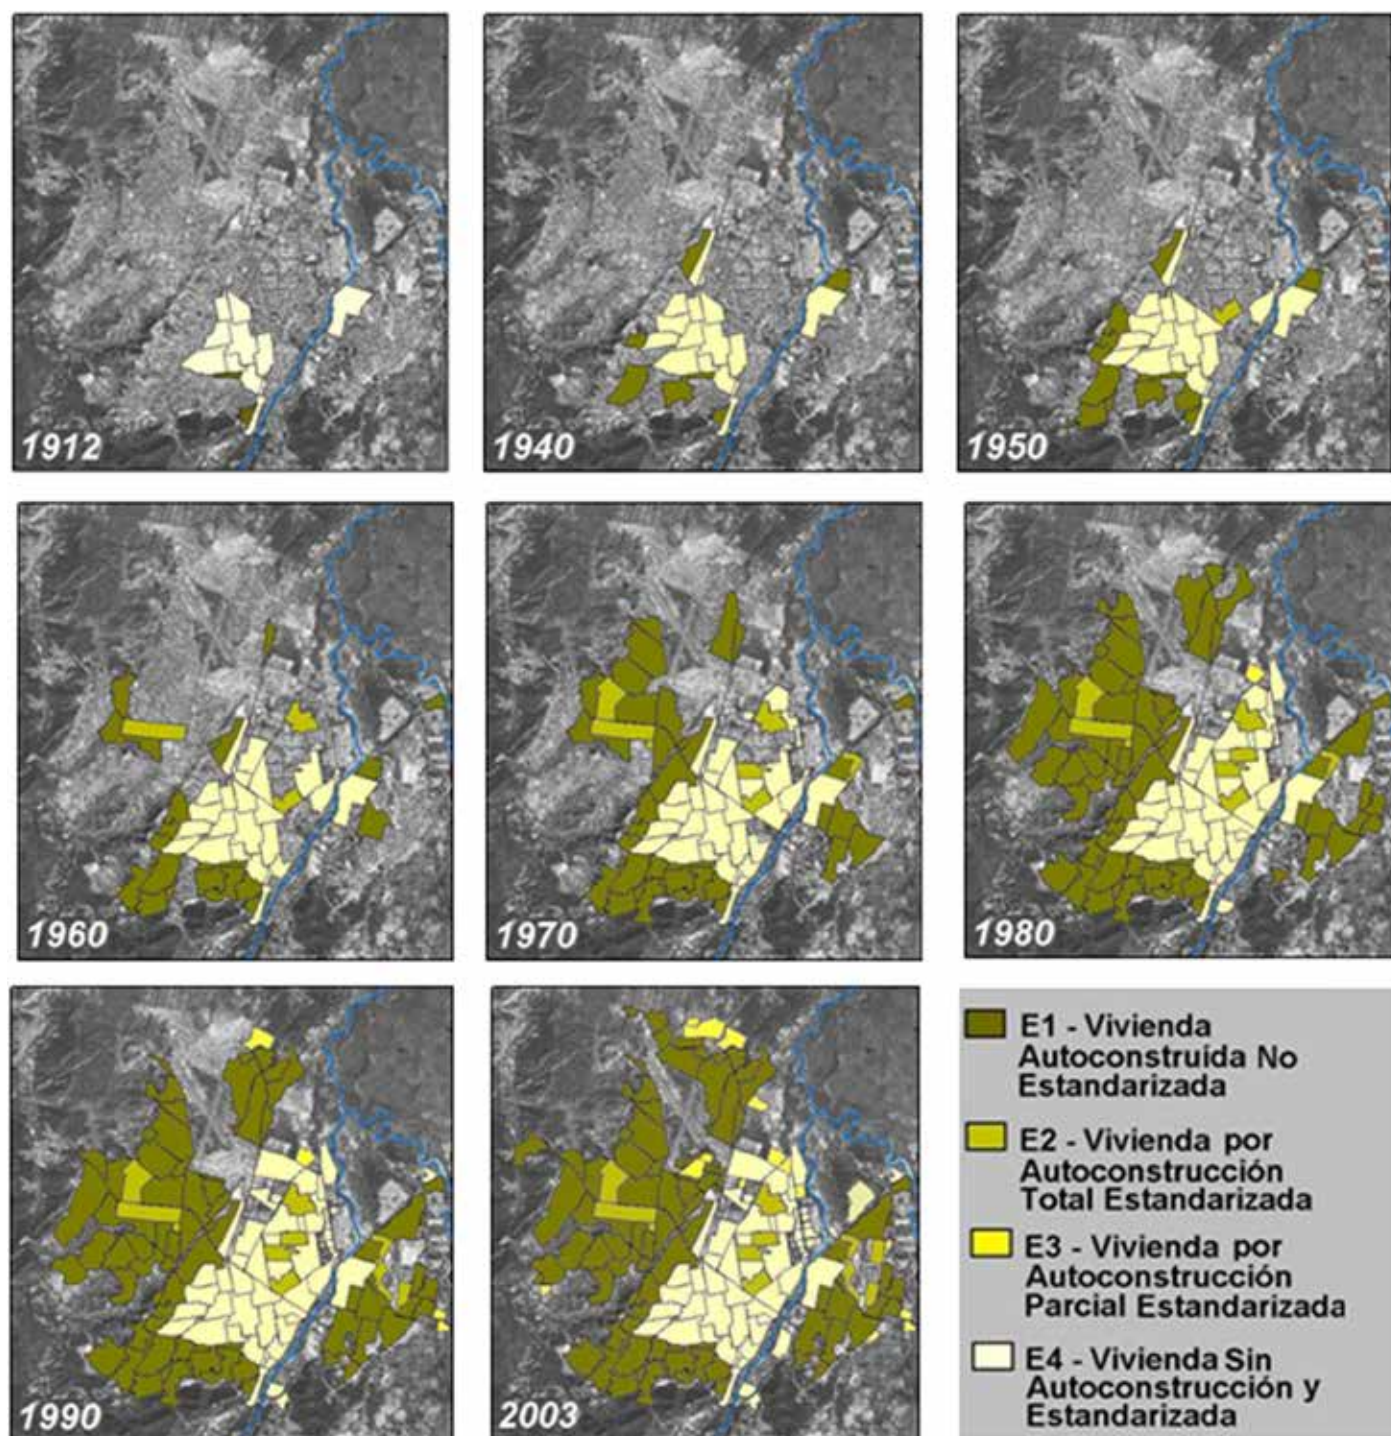 1912
1940
1950
1960
1970
1980
1990
2003
E1 - Vivienda
Autoconstruida No
Estandarizada
E2 - Vivienda por
Autoconstrucción
Total Estandarizada
E3 - Vivienda por
Autoconstrucción
Parcial Estandarizada
E4 - Vivienda Sin
Autoconstrucción y
Estandarizada